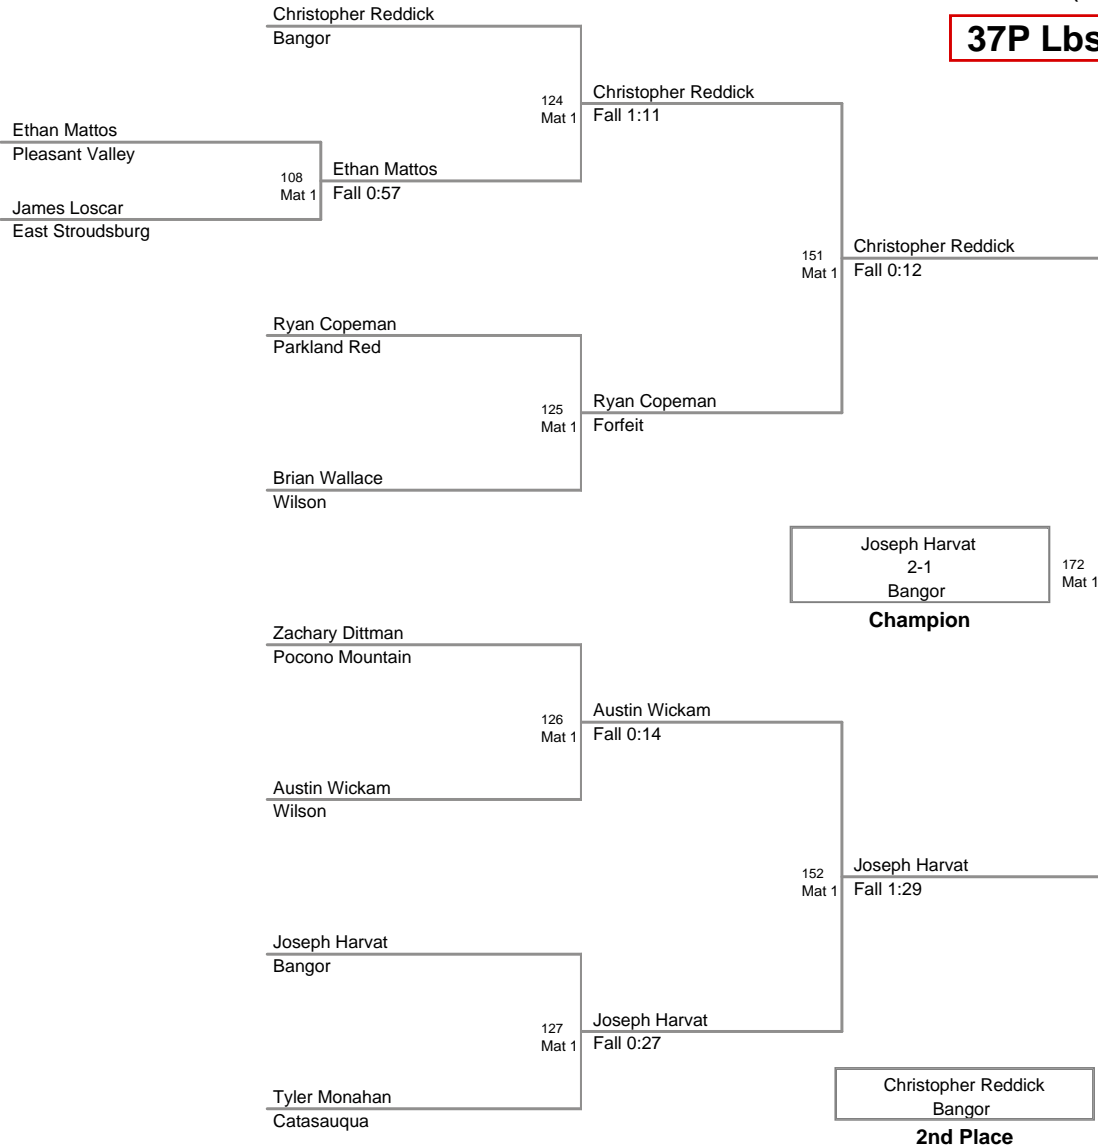 Christopher Reddick
Bangor
37P Lbs
124
Mat 1
Christopher Reddick
Fall 1:11
Ethan Mattos
Pleasant Valley
108
Mat 1
Ethan Mattos
Fall 0:57
James Loscar
East Stroudsburg
151
Mat 1
Christopher Reddick
Fall 0:12
Ryan Copeman
Parkland Red
125
Mat 1
Ryan Copeman
Forfeit
Brian Wallace
Wilson
Joseph Harvat
2-1
Bangor
172
Mat 1
Champion
Zachary Dittman
Pocono Mountain
126
Mat 1
Austin Wickam
Fall 0:14
Austin Wickam
Wilson
152
Mat 1
Joseph Harvat
Fall 1:29
Joseph Harvat
Bangor
127
Mat 1
Joseph Harvat
Fall 0:27
Tyler Monahan
Catasauqua
Christopher Reddick
Bangor
2nd Place